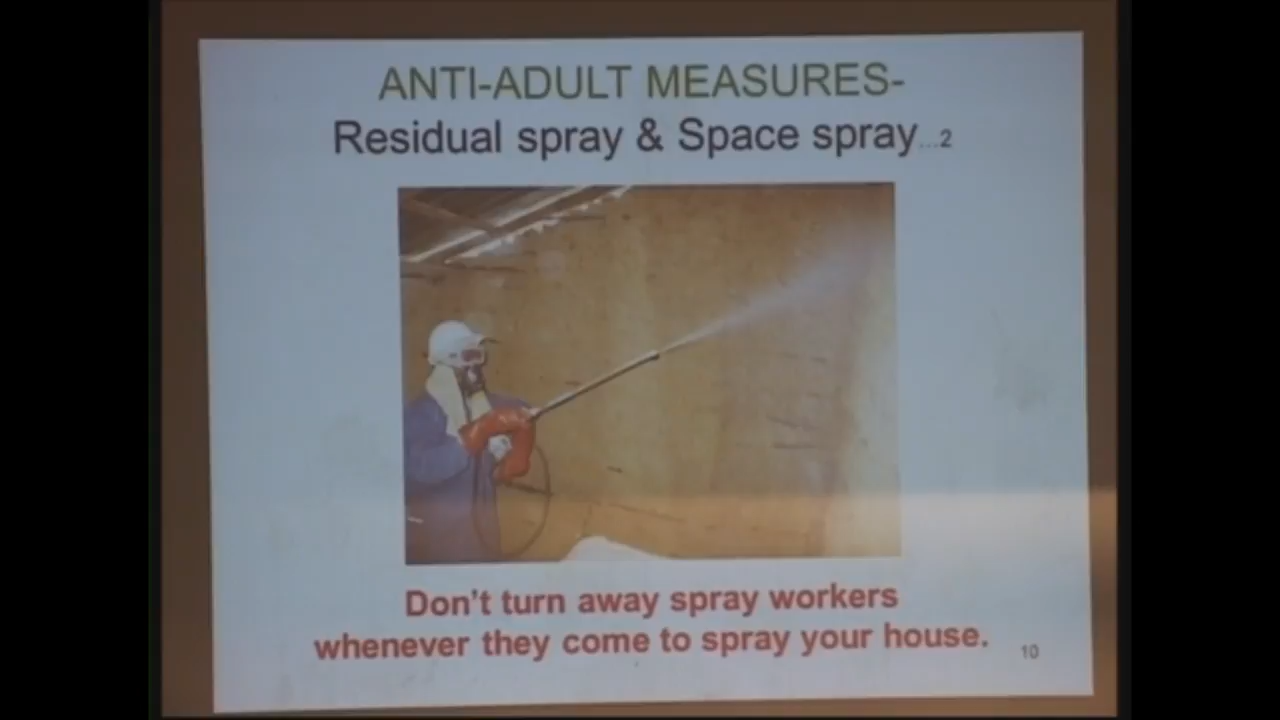 ANTI-ADULT MEASURES-
Residual spray & Space spray...2
Don't turn away spray workers
whenever they come to spray your house.
10